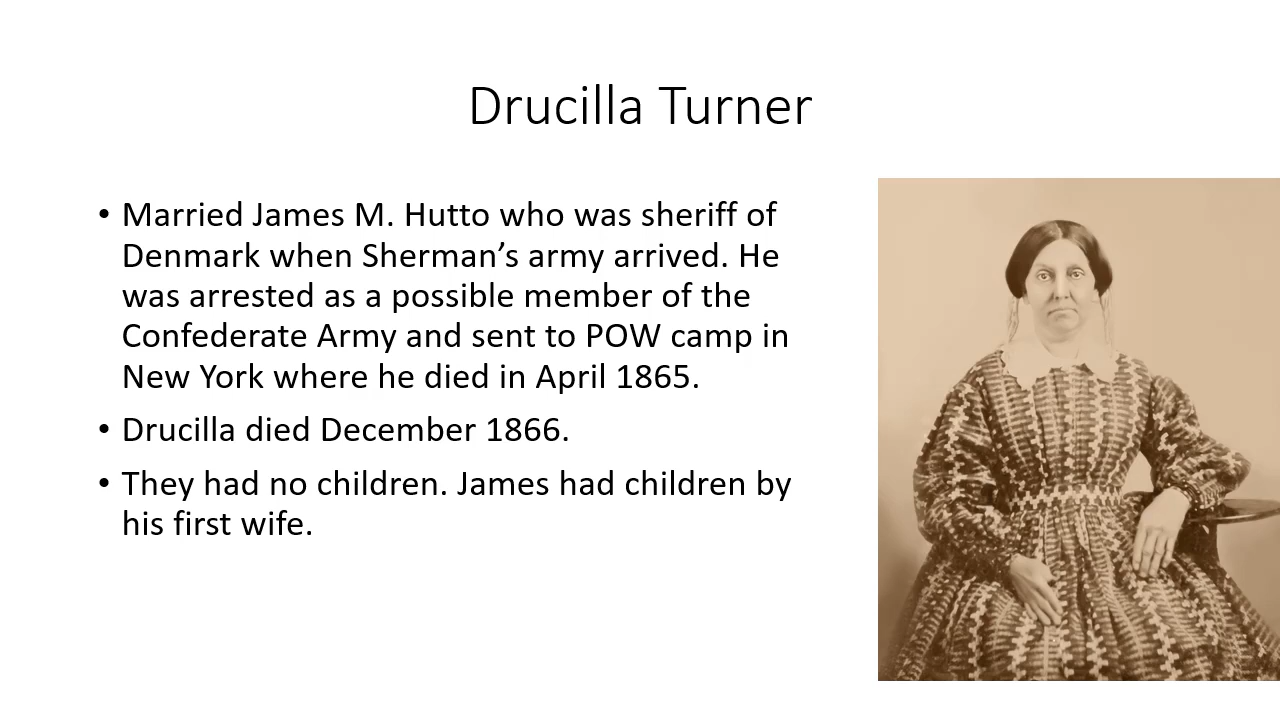 Drucilla Turner
• Married James M. Hutto who was sheriff of
Denmark when Sherman’s army arrived. He
was arrested as a possible member of the
Confederate Army and sent to POW camp in
New York where he died in April 1865.
• Drucilla died December 1866.
• They had no children. James had children by
his first wife.